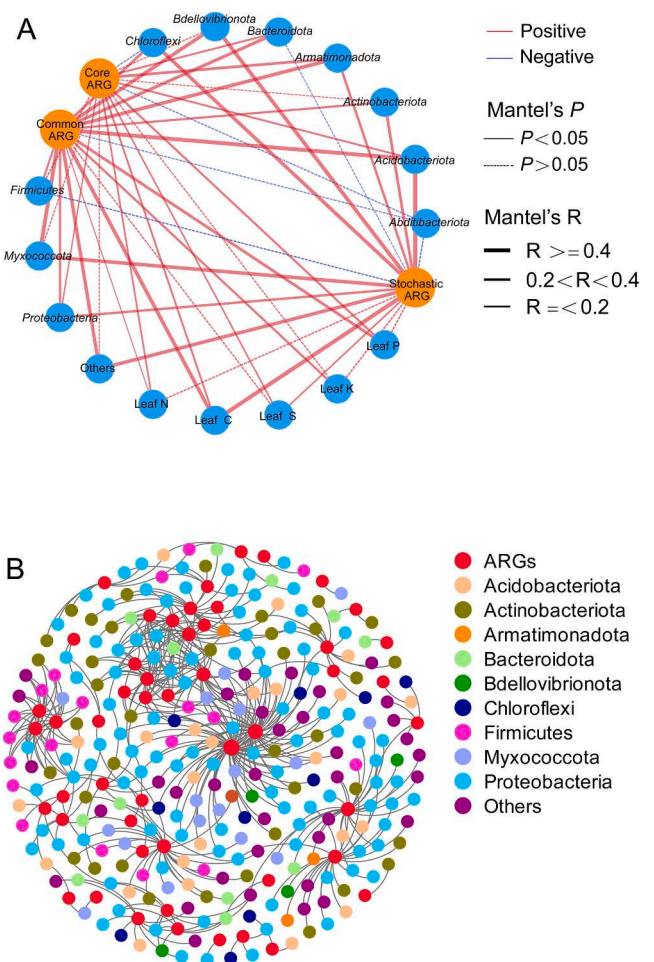 A
Bdellovibrionota
Bacteroidota
Chloroflexi
Armatimonadota
Core
ARG
Actinobacteriota
Common
ARG
Acidobacteriota
Firmicutes
Abditibacteriota
Myxococcota
Stochastic
ARG
Proteobacteria
Leaf P
Others
Leaf K
Leaf N
Leaf C
Leaf S
Positive
Negative
Mantel's P
P<0.05
P>0.05
Mantel's R
R >=0.4
0.2<R<0.4
R =<0.2
B
ARGs
Acidobacteriota
Actinobacteriota
Armatimonadota
Bacteroidota
Bdellovibrionota
Chloroflexi
Firmicutes
Myxococcota
Proteobacteria
Others